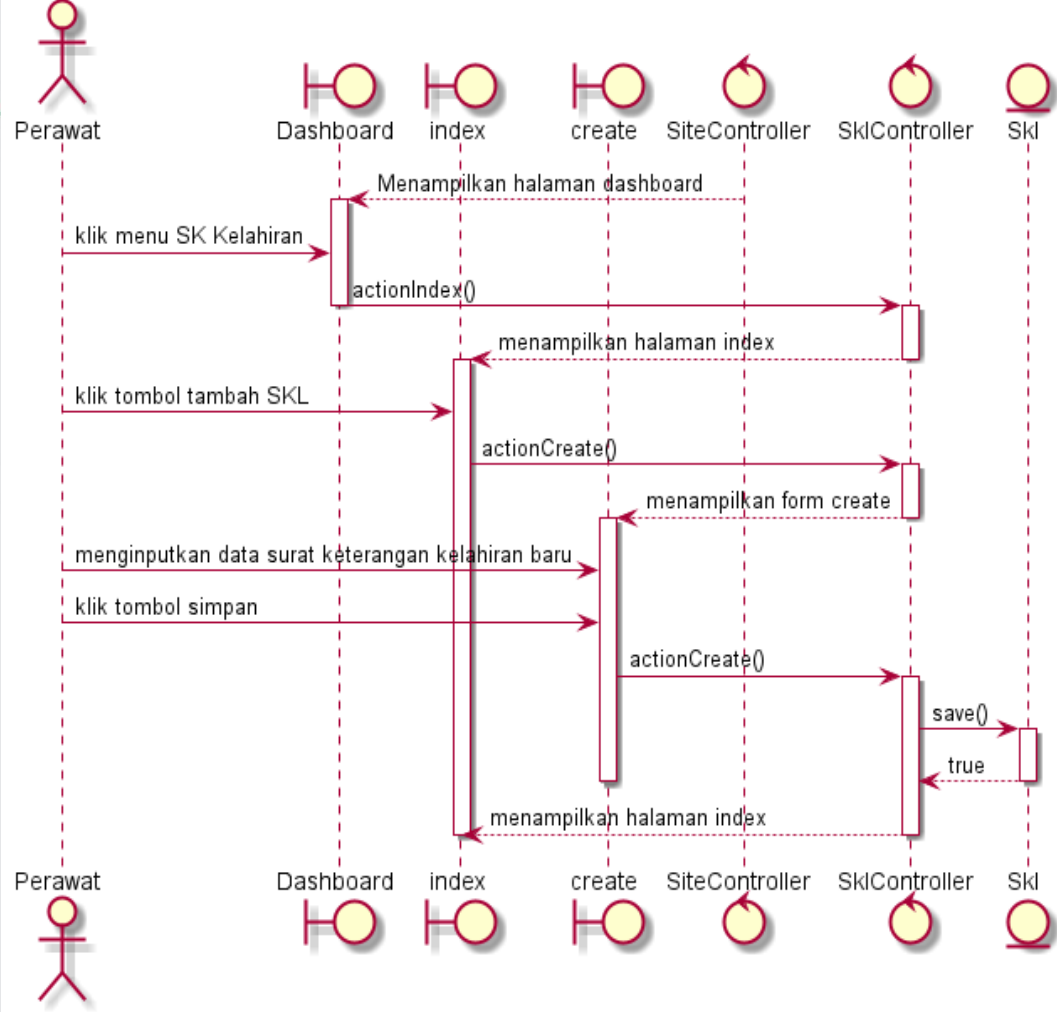 Perawat
Dashboard
index
create
SiteController
SklController
Skl
Menampilkan halaman dashboard
klik menu SK Kelahiran
actionIndex()
menampilkan halaman index
klik tombol tambah SKL
actionCreate()
menampilkan form create
menginputkan data surat keterangan kelahiran baru
klik tombol simpan
actionCreate()
save()
true
menampilkan halaman index
Perawat
Dashboard
index
create
SiteController
SklController
Skl